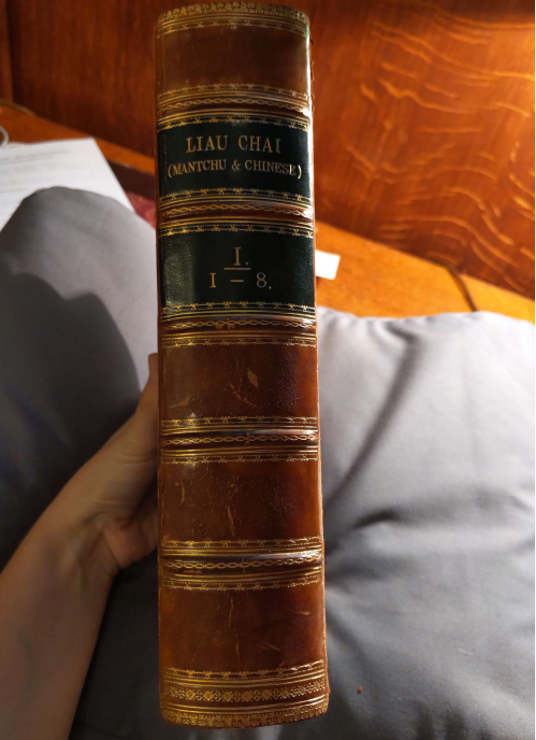 LIAU CHAI
(MANTCHU & CHINESE)
I.
I – 8.